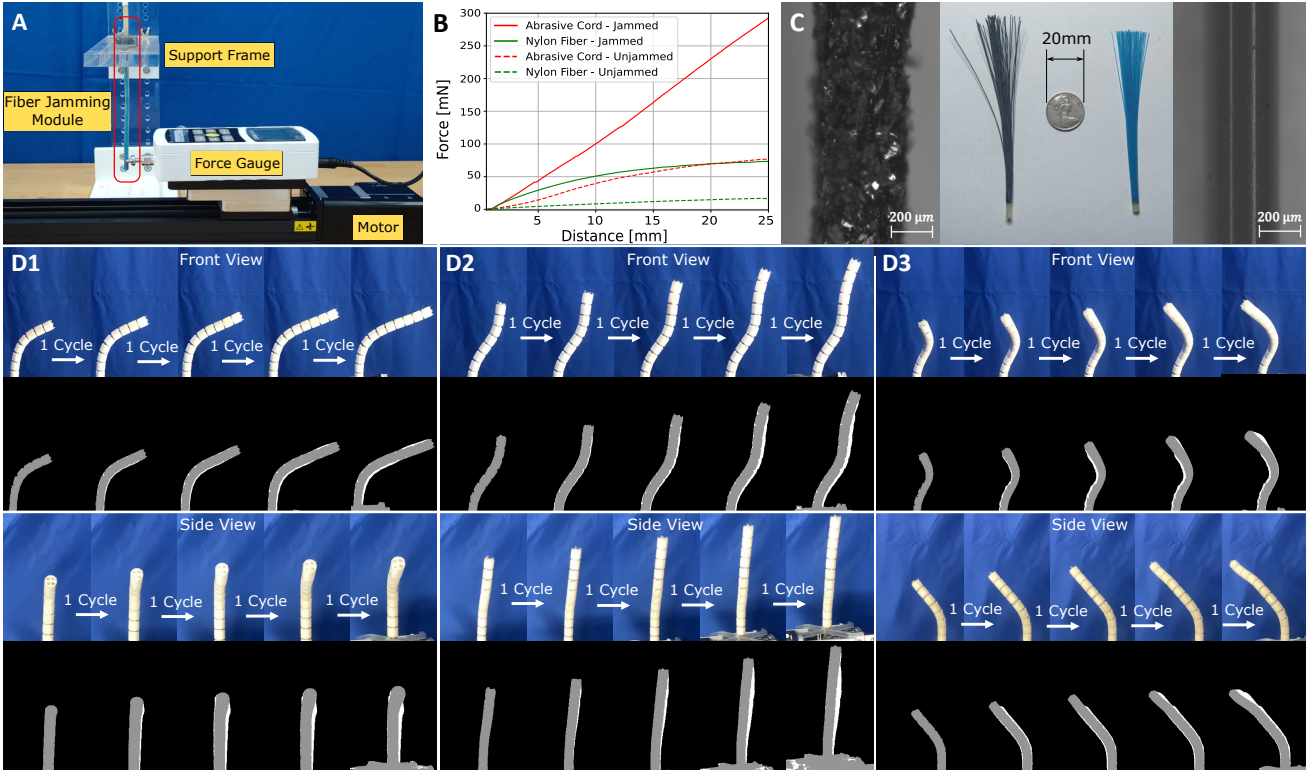 A
Support Frame
Fiber Jamming
Module
Force Gauge
Motor
B
Force [mN]
300
250
200
150
100
50
0
Abrasive Cord - Jammed
Nylon Fiber - Jammed
Abrasive Cord - Unjammed
Nylon Fiber - Unjammed
5
10
15
20
25
Distance [mm]
C
200 μm
20mm
200 μm
D1
Front View
1 Cycle
1 Cycle
1 Cycle
1 Cycle
Side View
1 Cycle
1 Cycle
1 Cycle
1 Cycle
D2
Front View
1 Cycle
1 Cycle
1 Cycle
1 Cycle
Side View
1 Cycle
1 Cycle
1 Cycle
1 Cycle
D3
Front View
1 Cycle
1 Cycle
1 Cycle
1 Cycle
Side View
1 Cycle
1 Cycle
1 Cycle
1 Cycle